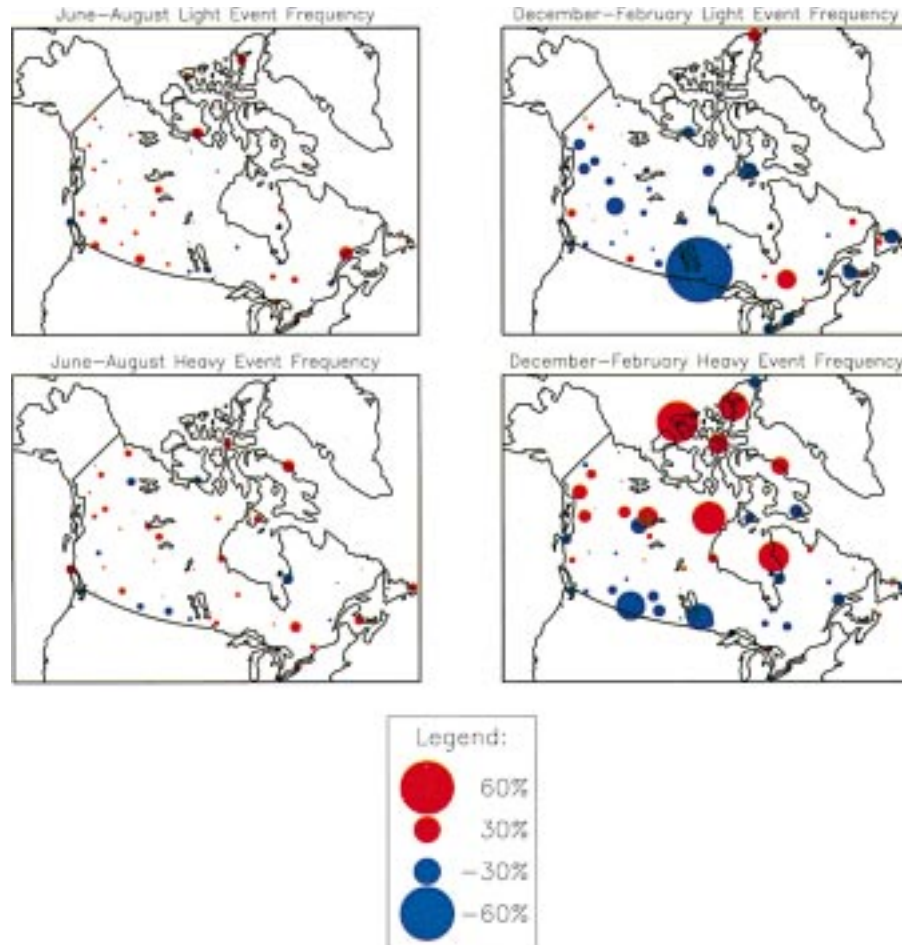 June-August Light Event Frequency
December-February Light Event Frequency
June-August Heavy Event Frequency
December-February Heavy Event Frequency
Legend:
60%
30%
-30%
-60%